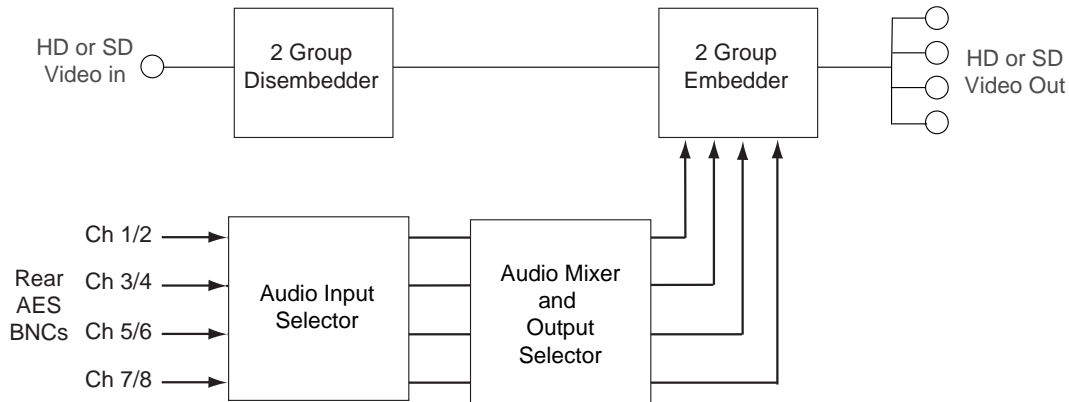 HD or SD
Video in
2 Group
Disembedder
2 Group
Embedder
HD or SD
Video Out
Rear
AES
BNCs
Ch 1/2
Ch 3/4
Ch 5/6
Ch 7/8
Audio Input
Selector
Audio Mixer
and
Output
Selector